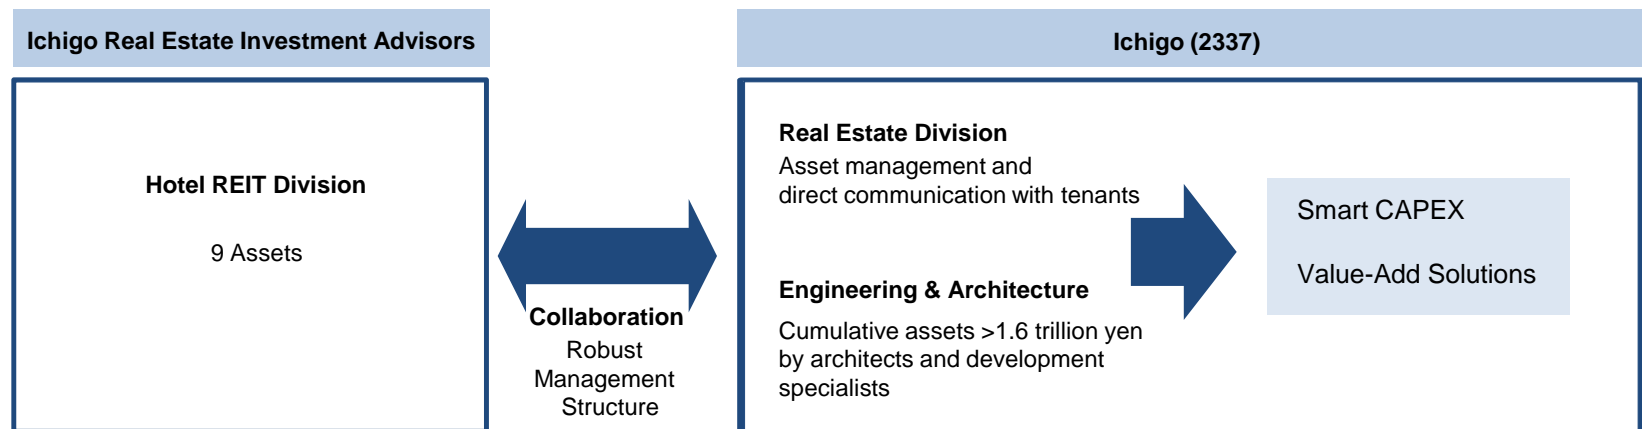 Ichigo Real Estate Investment Advisors
Hotel REIT Division
9 Assets
Collaboration
Robust
Management
Structure
Ichigo (2337)
Real Estate Division
Asset management and
direct communication with tenants
Engineering & Architecture
Cumulative assets >1.6 trillion yen
by architects and development
specialists
Smart CAPEX
Value-Add Solutions